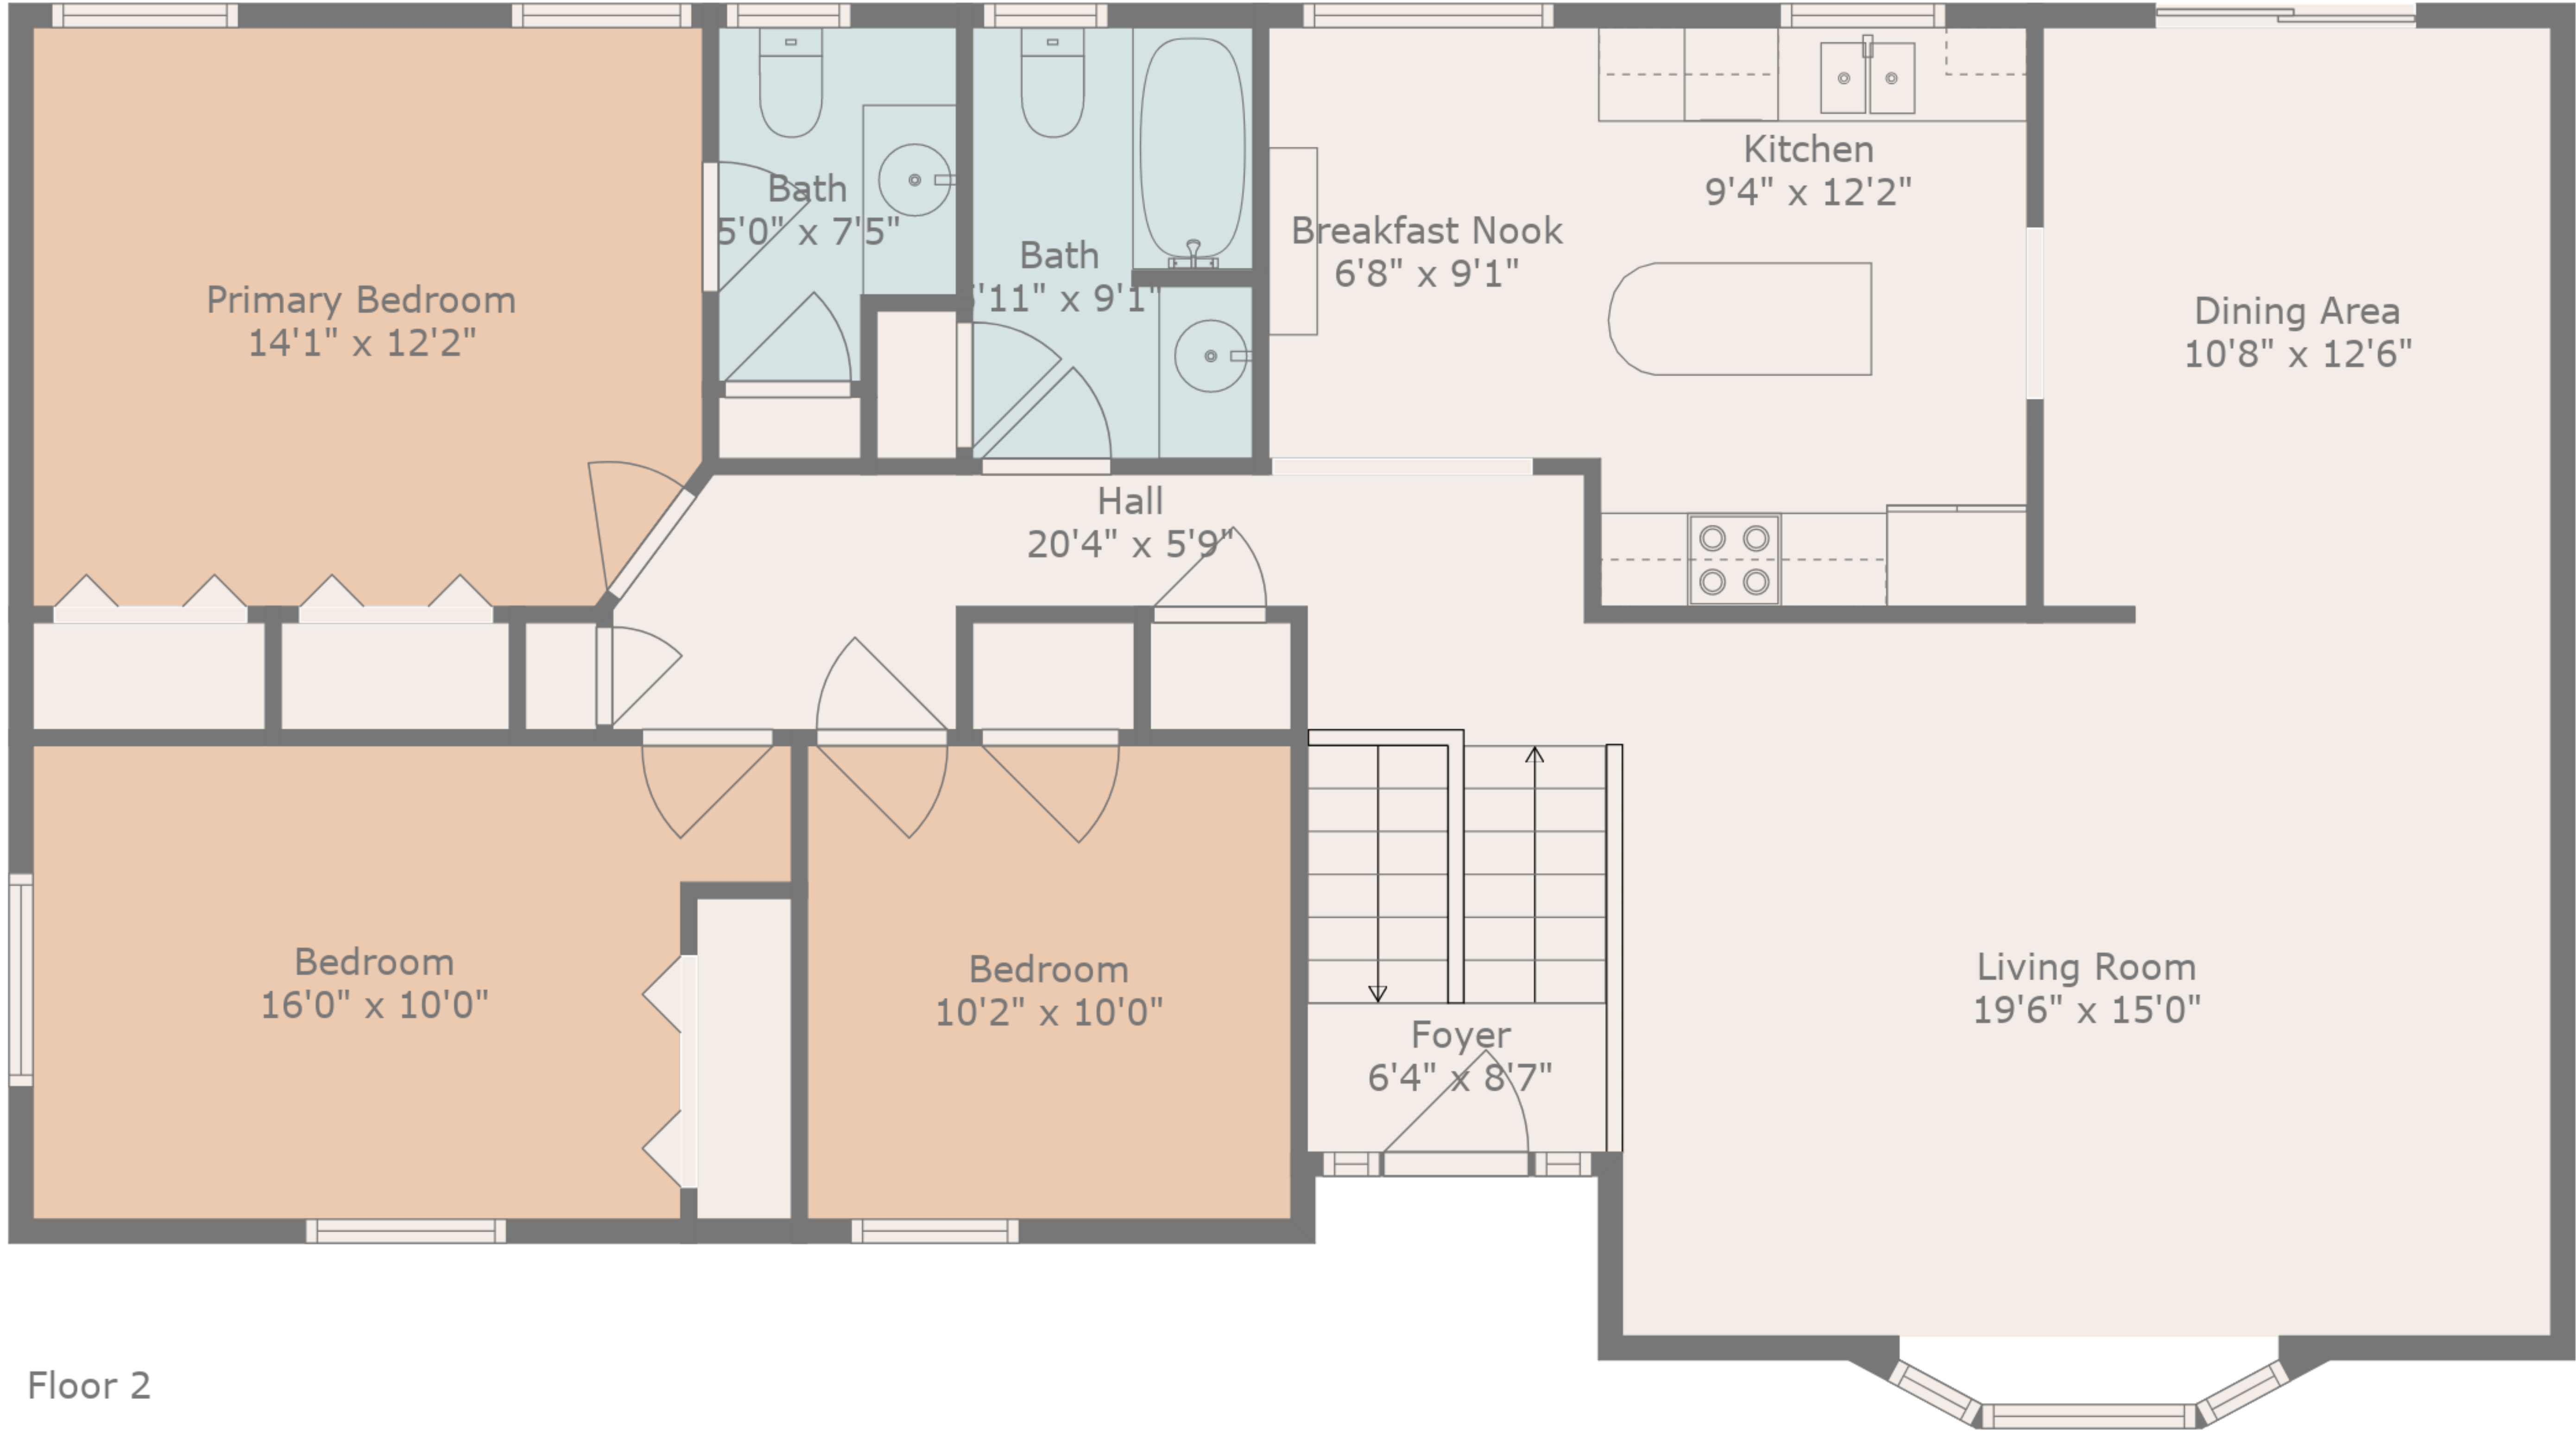 Primary Bedroom
14'1" x 12'2"
Bath
5'0" x 7'5"
Bath
'11" x 9'1"
Breakfast Nook
6'8" x 9'1"
Kitchen
9'4" x 12'2"
Dining Area
10'8" x 12'6"
Hall
20'4" x 5'9"
Bedroom
16'0" x 10'0"
Bedroom
10'2" x 10'0"
Foyer
6'4" x 8'7"
Living Room
19'6" x 15'0"
Floor 2